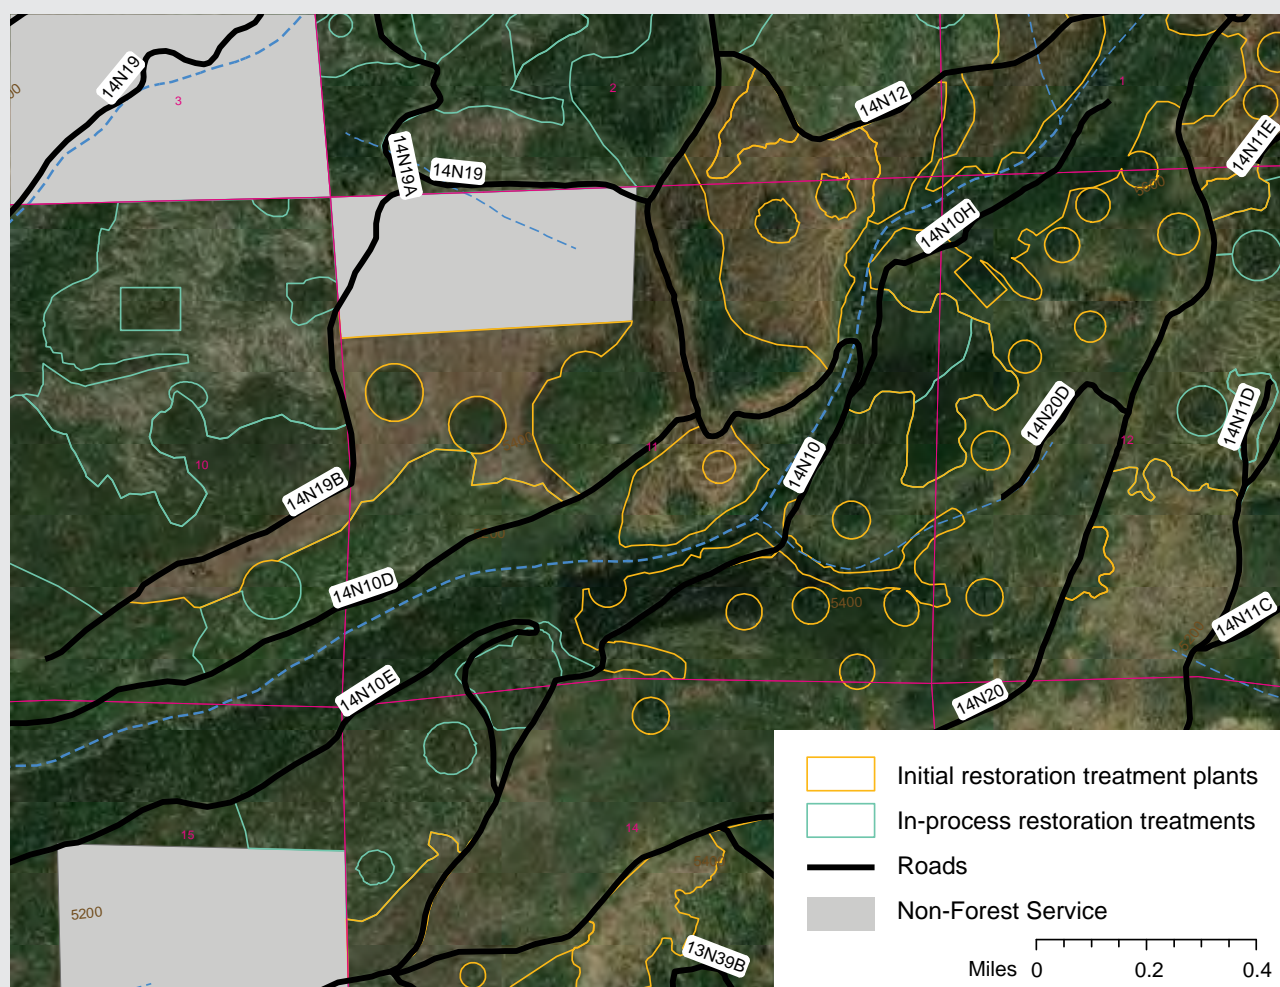 14N19
3
2
14N12
1
14N19A
14N19
14N11E
14N10H
14N20D
14N11D
11
12
10
14N10
14N19B
14N10D
5400
14N11C
14N10E
14N20
15
14
5200
13N39B
Initial restoration treatment plants
In-process restoration treatments
Roads
Non-Forest Service
Miles 0 0.2 0.4